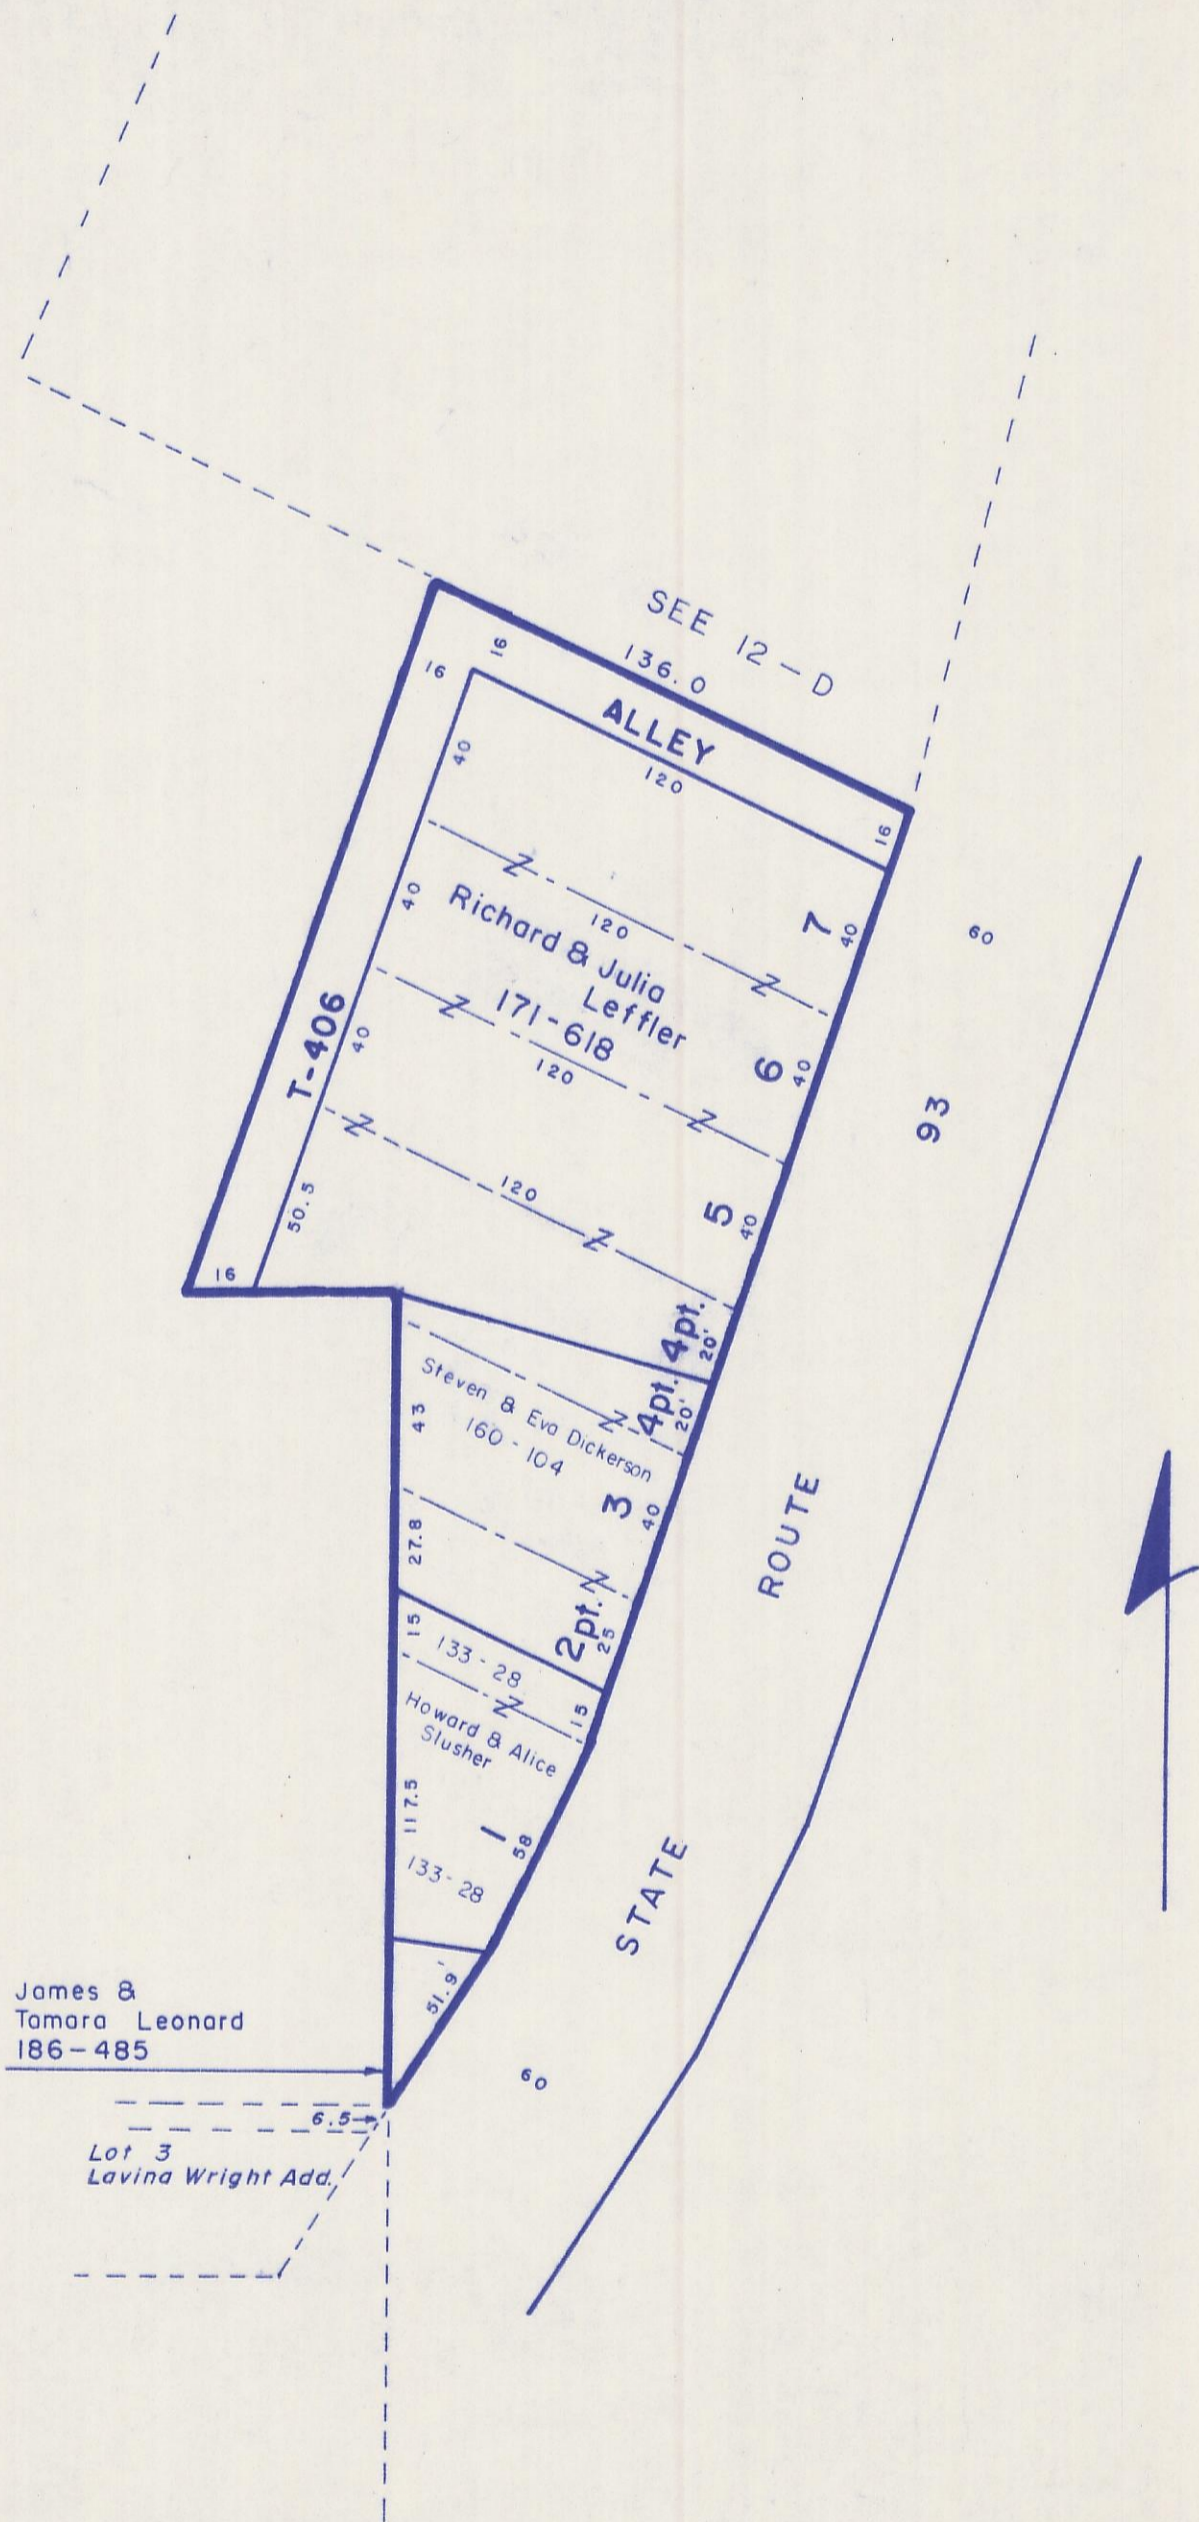 SEE 12-D
136.0
16
16
ALLEY
120
40
16
7
40
120
40
Richard & Julia
Leffler
171-618
60
6
40
120
40
T-406
93
5
40
120
50.5
16
4pt.
20'
4pt.
20'
Steven & Eva Dickerson
160-104
43
3
40
27.8
ROUTE
2pt.
25
15
133-28
15
Howard & Alice
Slusher
117.5
1
58
133-28
STATE
51.9'
James &
Tamara Leonard
186-485
60
6.5
Lot 3
Lavina Wright Add.